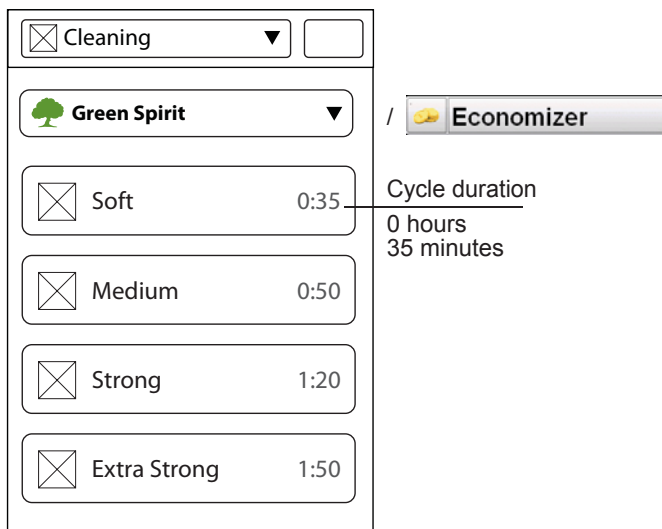 Cleaning ▼
Green Spirit ▼
/ Economizer
Soft 0:35
Cycle duration
0 hours
35 minutes
Medium 0:50
Strong 1:20
Extra Strong 1:50